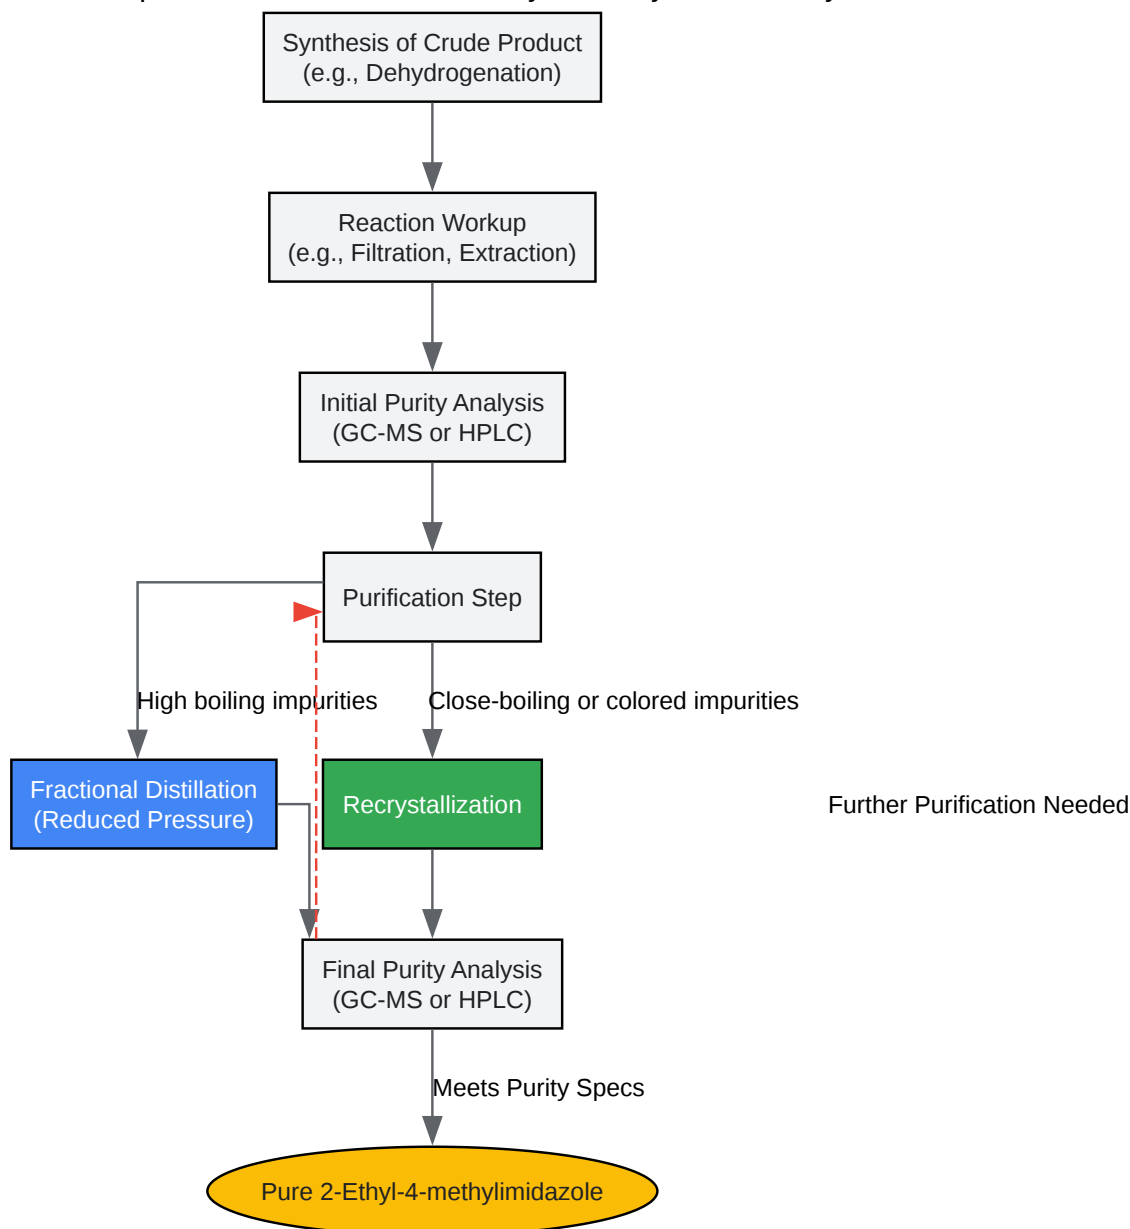 Synthesis of Crude Product
(e.g., Dehydrogenation)
Reaction Workup
(e.g., Filtration, Extraction)
Initial Purity Analysis
(GC-MS or HPLC)
Purification Step
High boiling impurities
Close-boiling or colored impurities
Fractional Distillation
(Reduced Pressure)
Recrystallization
Further Purification Needed
Final Purity Analysis
(GC-MS or HPLC)
Meets Purity Specs
Pure 2-Ethyl-4-methylimidazole